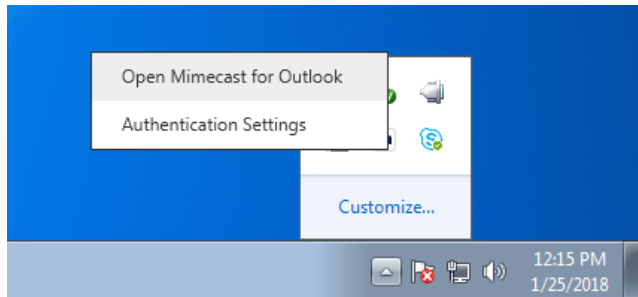 Open Mimecast for Outlook
Authentication Settings
Customize...
12:15 PM
1/25/2018